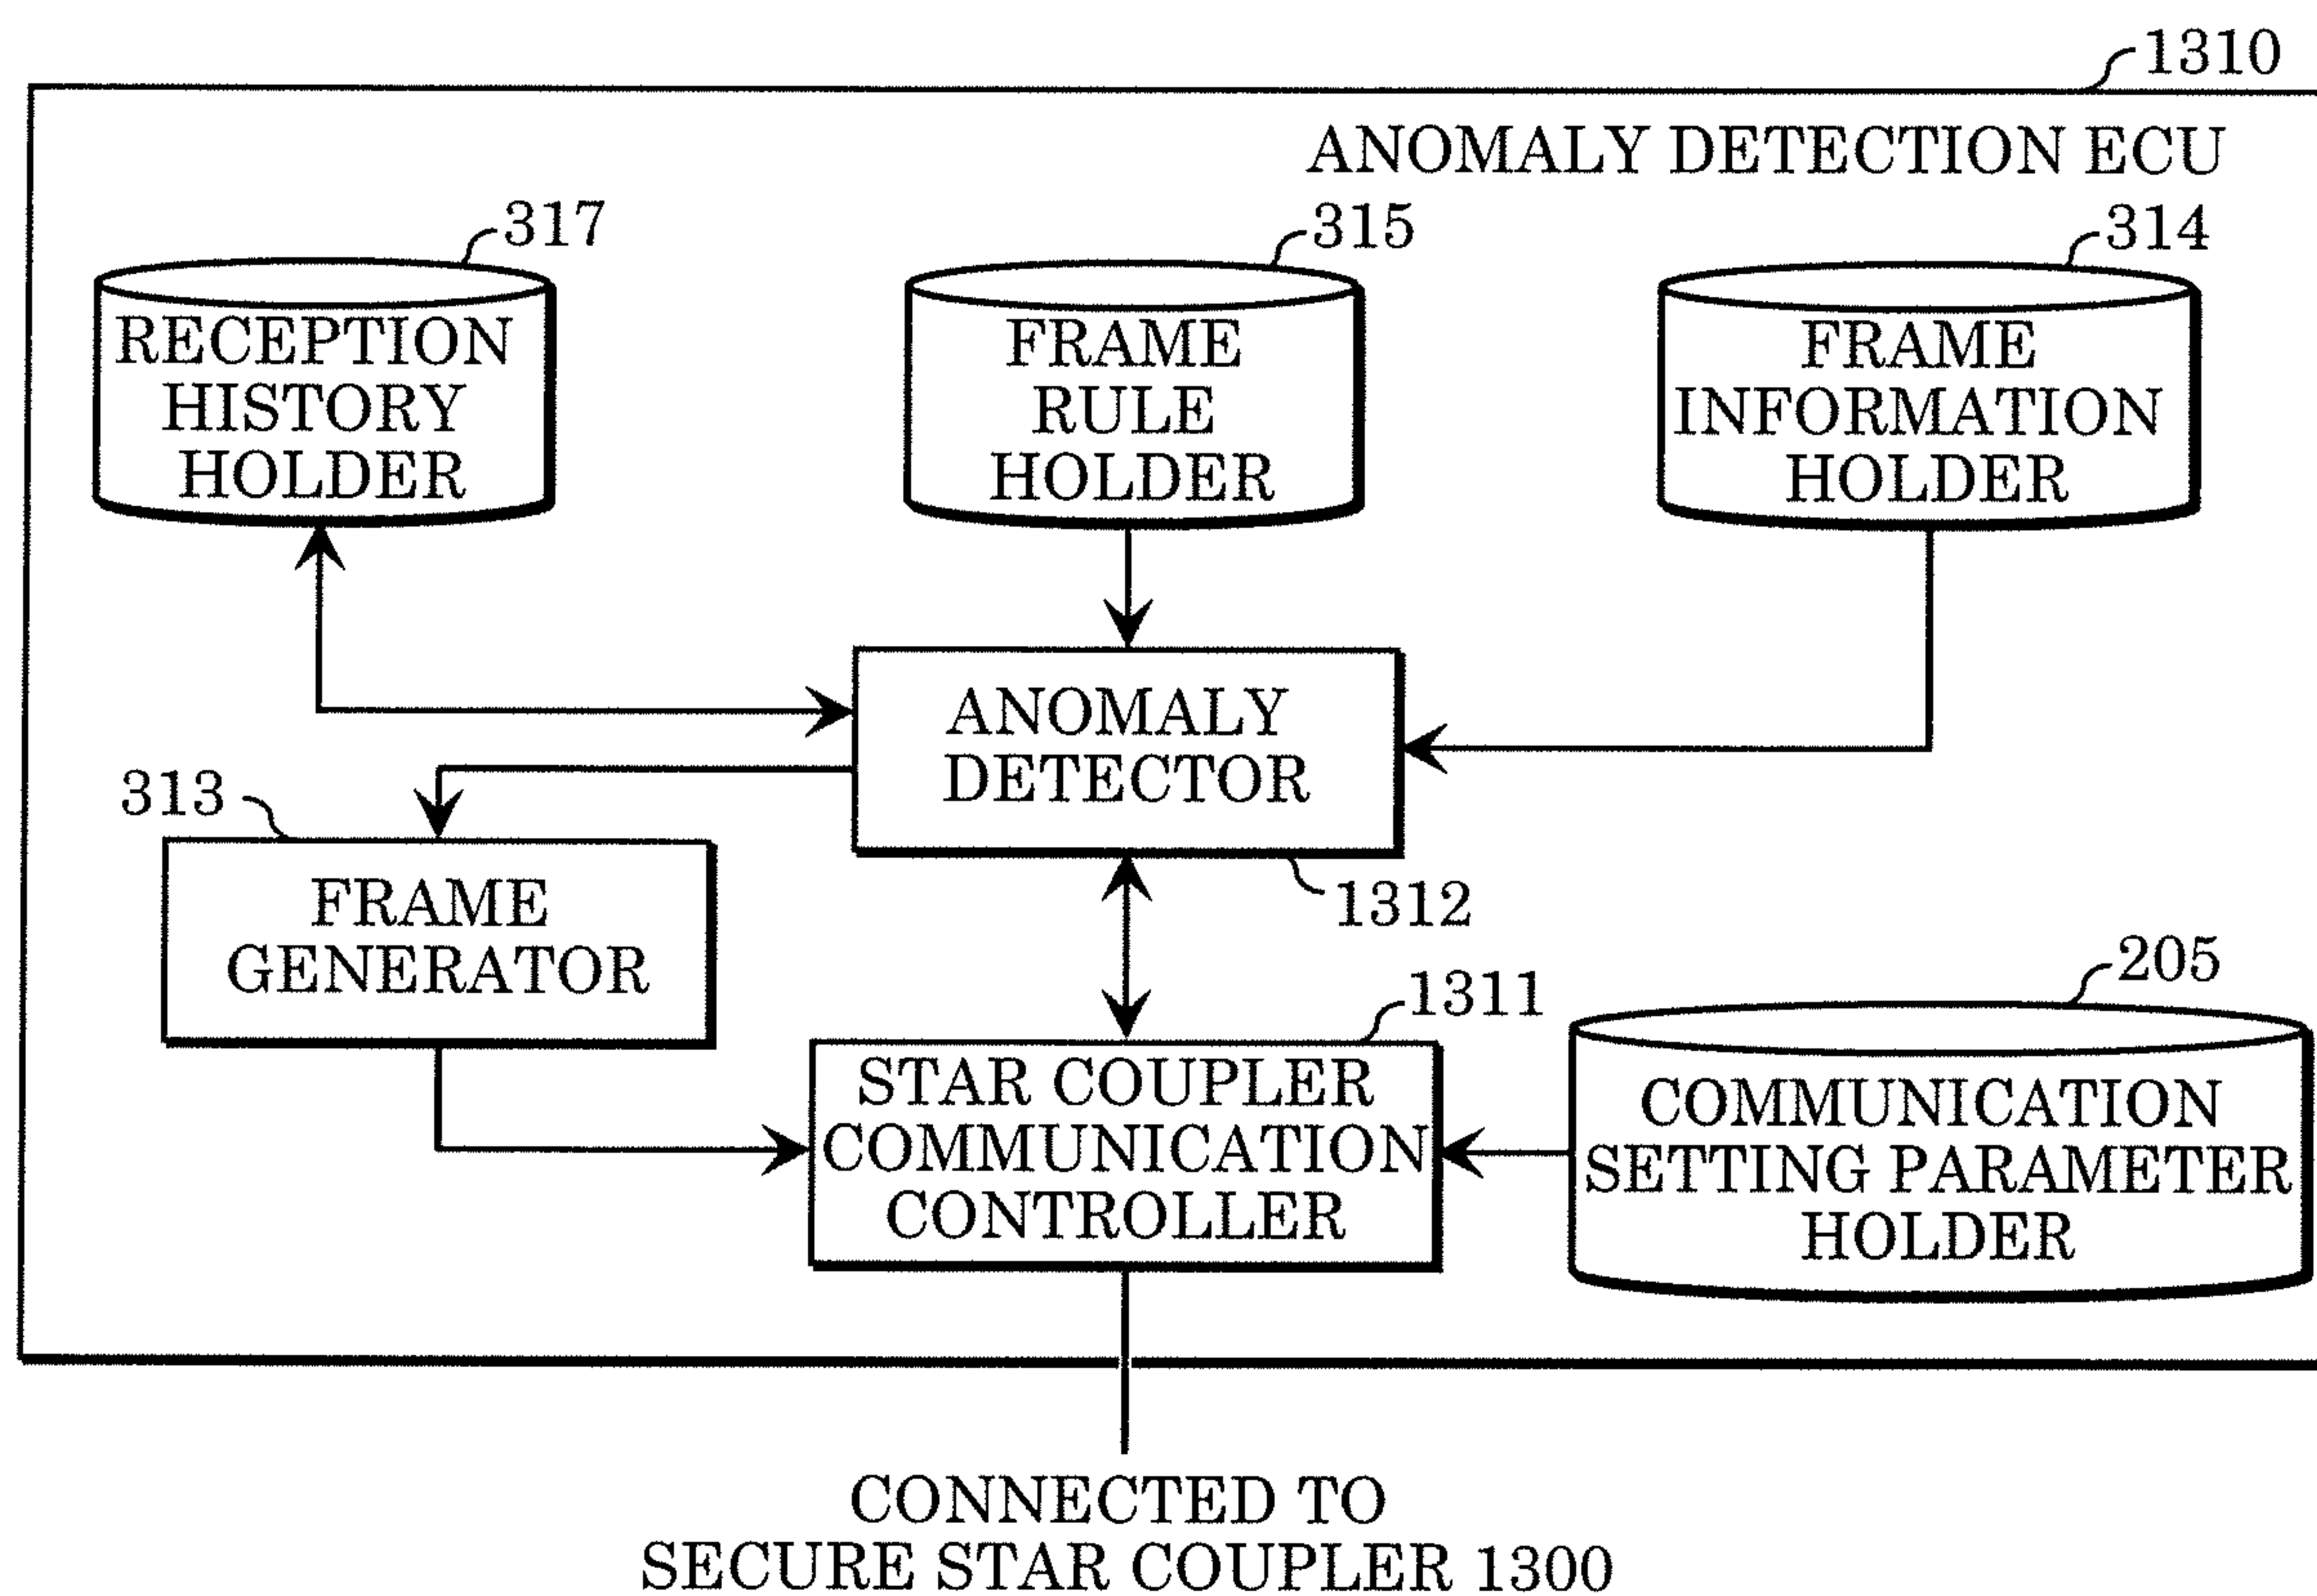 1310
ANOMALY DETECTION ECU
317
315
314
RECEPTION
HISTORY
HOLDER
FRAME
RULE
HOLDER
FRAME
INFORMATION
HOLDER
ANOMALY
DETECTOR
313
1312
FRAME
GENERATOR
205
1311
STAR COUPLER
COMMUNICATION
CONTROLLER
COMMUNICATION
SETTING PARAMETER
HOLDER
CONNECTED TO
SECURE STAR COUPLER 1300